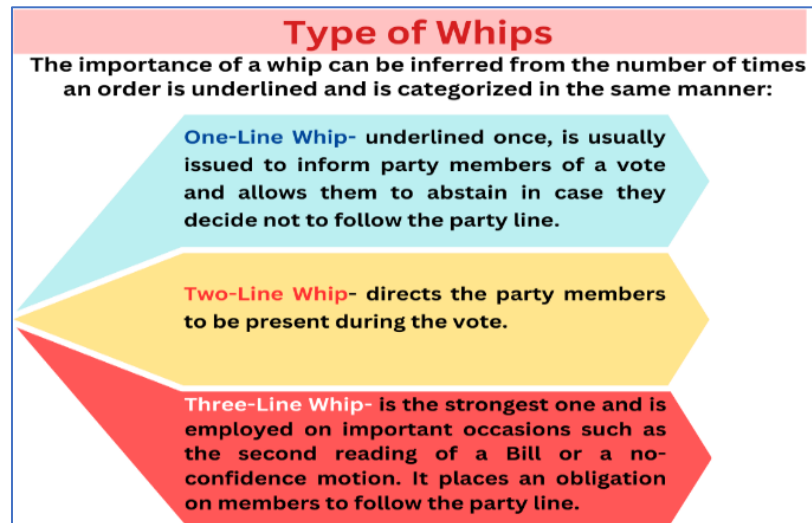 Type of Whips
The importance of a whip can be inferred from the number of times
an order is underlined and is categorized in the same manner:
One-Line Whip- underlined once, is usually
issued to inform party members of a vote
and allows them to abstain in case they
decide not to follow the party line.
Two-Line Whip- directs the party members
to be present during the vote.
Three-Line Whip- is the strongest one and is
employed on important occasions such as
the second reading of a Bill or a no-
confidence motion. It places an obligation
on members to follow the party line.